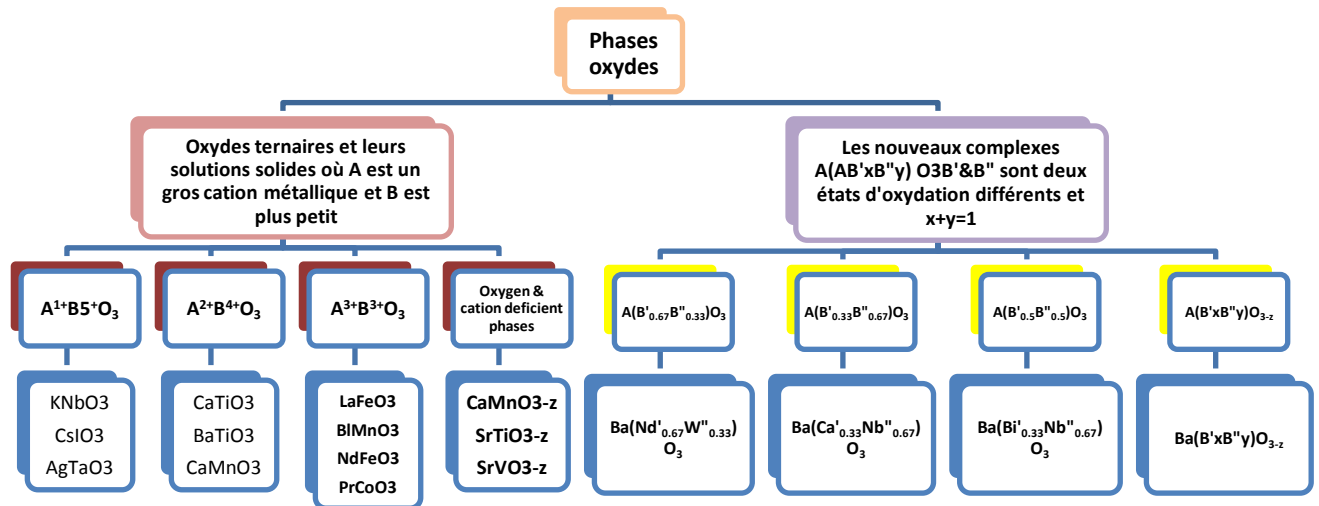 Phases
oxydes
Oxydes ternaires et leurs
solutions solides où A est un
gros cation métallique et B est
plus petit
Les nouveaux complexes
A(AB'xB"y) O3B'&B" sont deux
états d'oxydation différents et
x+y=1
A¹⁺B5⁺O₃
A²⁺B⁴⁺O₃
A³⁺B³⁺O₃
Oxygen &
cation deficient
phases
A(B'₀.₆₇B"₀.₃₃)O₃
A(B'₀.₃₃B"₀.₆₇)O₃
A(B'₀.₅B"₀.₅)O₃
A(B'xB"y)O₃₋z
KNbO3
CsIO3
AgTaO3
CaTiO3
BaTiO3
CaMnO3
LaFeO3
BlMnO3
NdFeO3
PrCoO3
CaMnO3-z
SrTiO3-z
SrVO3-z
Ba(Nd'₀.₆₇W"₀.₃₃)
O₃
Ba(Ca'₀.₃₃Nb"₀.₆₇)
O₃
Ba(Bi'₀.₃₃Nb"₀.₆₇)
O₃
Ba(B'xB"y)O₃₋z